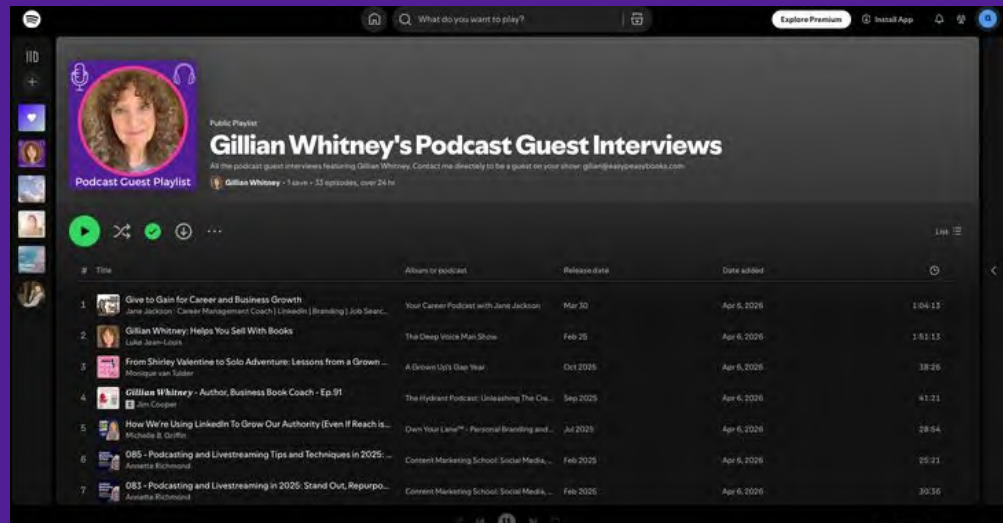 What do you want to play?
Explore Premium
Install App
Podcast Guest Playlist
Public Playlist
Gillian Whitney's Podcast Guest Interviews
All the podcast guest interviews featuring Gillian Whitney. Contact me directely to be a guest on your show: gillian@easypeasybooks.com
Gillian Whitney • 1 save • 33 episodes, over 24 hr
List
# Title Album or podcast Release date Date added
1 Give to Gain for Career and Business Growth Your Career Podcast with Jane Jackson Mar 30 Apr 6, 2026 1:04:13
Jane Jackson - Career Management Coach | LinkedIn | Branding | Job Searc...
2 Gillian Whitney: Helps You Sell With Books The Deep Voice Man Show Feb 25 Apr 6, 2026 1:51:13
Luke Jean-Louis
3 From Shirley Valentine to Solo Adventure: Lessons from a Grown ... A Grown Up's Gap Year Oct 2025 Apr 6, 2026 38:26
Monique van Tulder
4 Gillian Whitney - Author, Business Book Coach - Ep.91 The Hydrant Podcast: Unleashing The Cre... Sep 2025 Apr 6, 2026 41:21
E Jim Cooper
5 How We're Using LinkedIn To Grow Our Authority (Even If Reach is... Own Your Lane™ - Personal Branding and... Jul 2025 Apr 6, 2026 28:54
Michelle B. Griffin
6 085 - Podcasting and Livestreaming Tips and Techniques in 2025: ... Content Marketing School: Social Media, ... Feb 2025 Apr 6, 2026 25:21
Annette Richmond
7 083 - Podcasting and Livestreaming in 2025: Stand Out, Repurpo... Content Marketing School: Social Media, ... Feb 2025 Apr 6, 2026 30:36
Annette Richmond